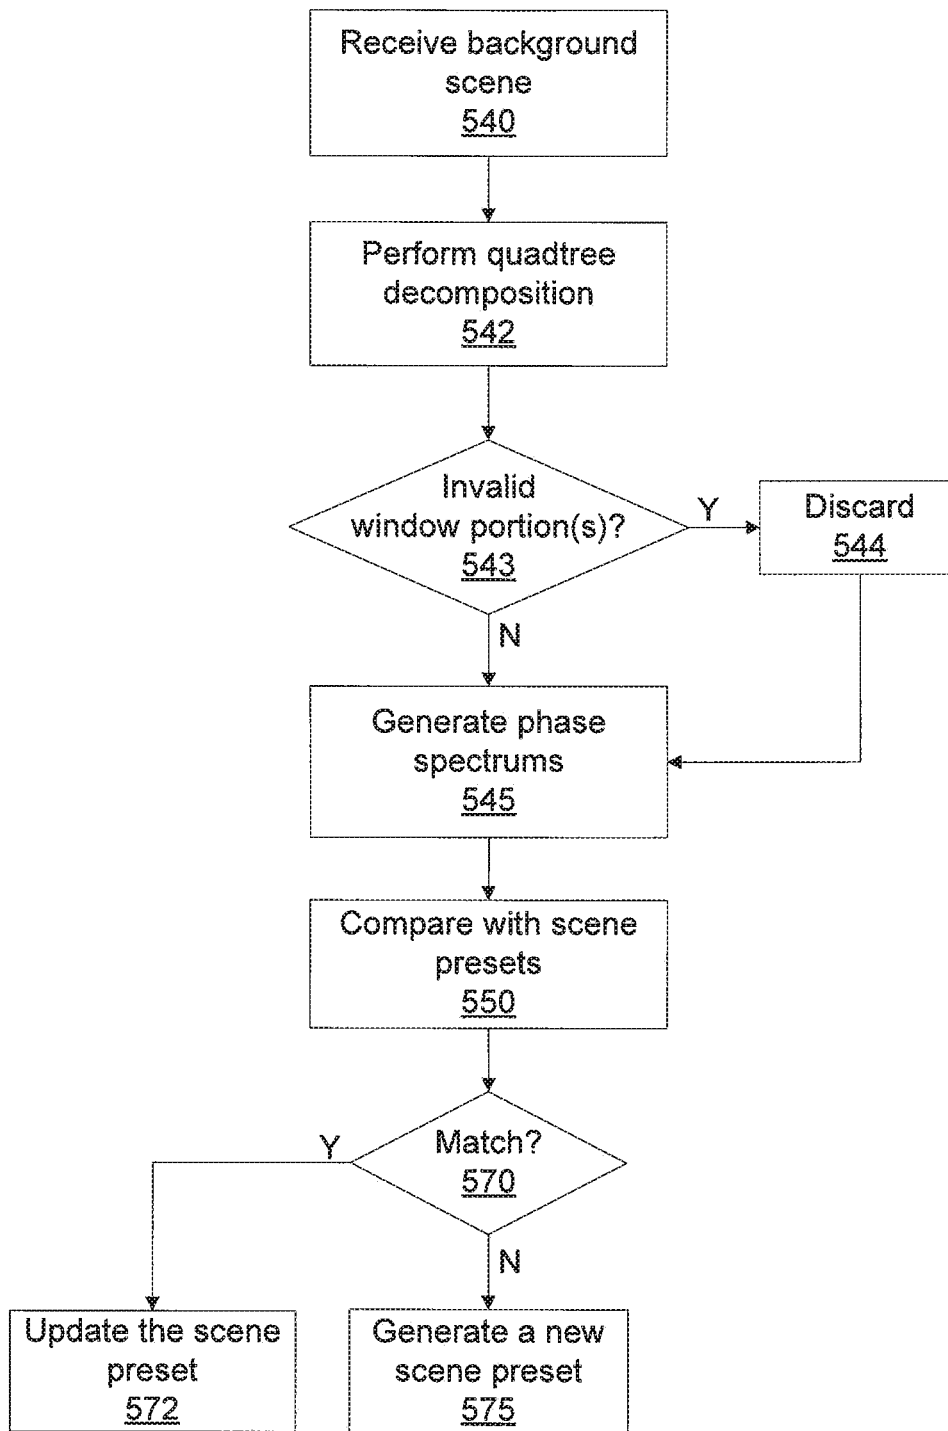 Receive background
scene
540
Perform quadtree
decomposition
542
Invalid
window portion(s)?
543
Y
Discard
544
N
Generate phase
spectrums
545
Compare with scene
presets
550
Match?
570
Y
N
Update the scene
preset
572
Generate a new
scene preset
575